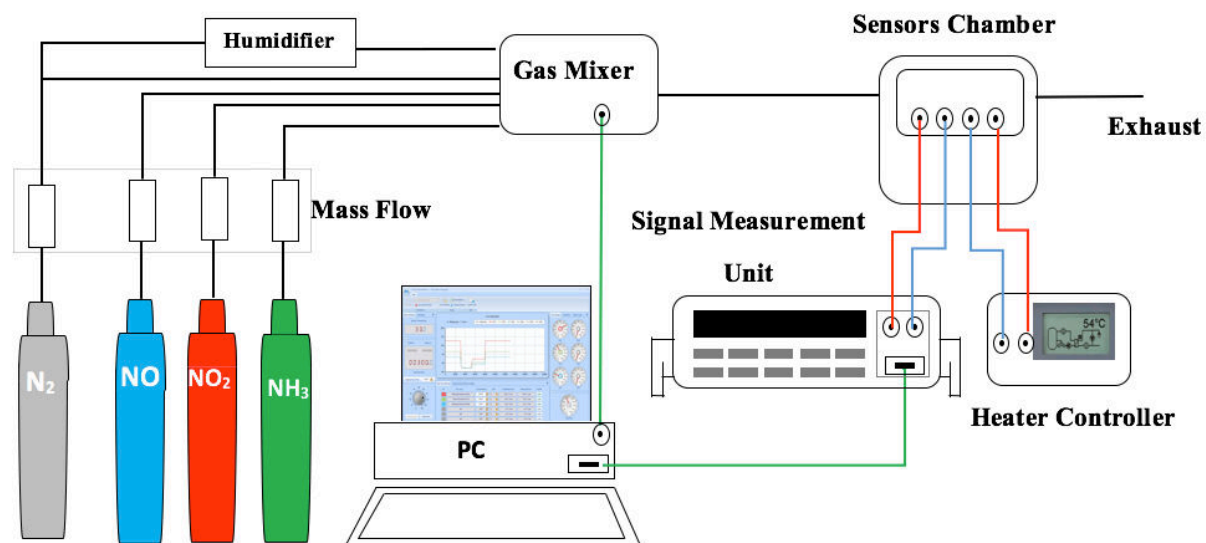 Humidifier
Gas Mixer
Sensors Chamber
Exhaust
Mass Flow
Signal Measurement
Unit
54°C
N₂
NO
NO₂
NH₃
PC
Heater Controller